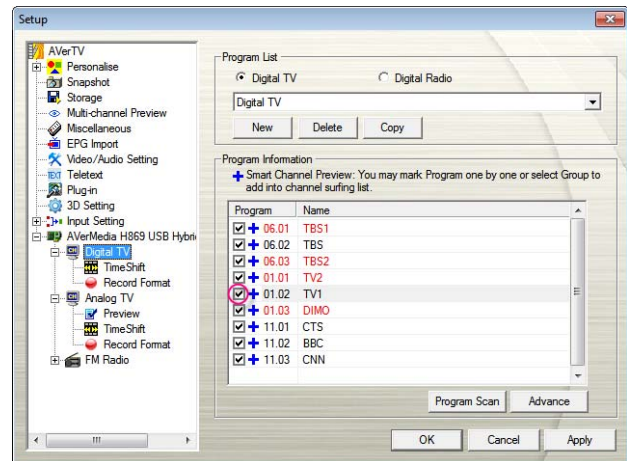 Setup
AVerTV
Personalise
Snapshot
Storage
Multi-channel Preview
Miscellaneous
EPG Import
Video/Audio Setting
TEXT Teletext
Plug-in
3D Setting
Input Setting
AVerMedia H869 USB Hybri
Digital TV
TimeShift
Record Format
Analog TV
Preview
TimeShift
Record Format
FM Radio
Program List
Digital TV Digital Radio
Digital TV
New Delete Copy
Program Information
Smart Channel Preview: You may mark Program one by one or select Group to
add into channel surfing list.
Program Name
06.01 TBS1
06.02 TBS
06.03 TBS2
01.01 TV2
01.02 TV1
01.03 DIMO
11.01 CTS
11.02 BBC
11.03 CNN
Program Scan Advance
OK Cancel Apply